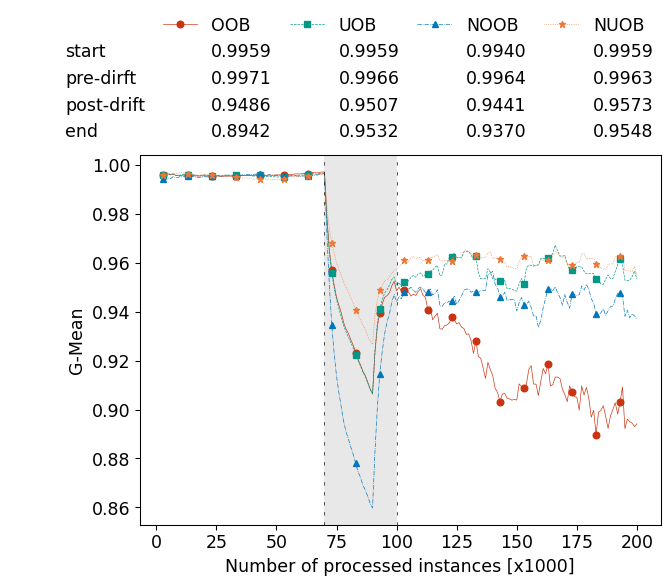 OOB UOB NOOB NUOB
start 0.9959 0.9959 0.9940 0.9959
pre-dirft 0.9971 0.9966 0.9964 0.9963
post-drift 0.9486 0.9507 0.9441 0.9573
end 0.8942 0.9532 0.9370 0.9548
1.00
0.98
0.96
0.94
0.92
0.90
0.88
0.86
G-Mean
0 25 50 75 100 125 150 175 200
Number of processed instances [x1000]